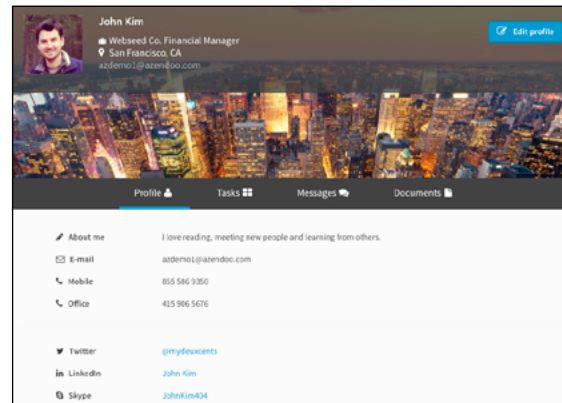 John Kim
Webseed Co. Financial Manager
San Francisco, CA
azdemo1@azendoo.com
Edit profile
Profile Tasks Messages Documents
About me I love reading, meeting new people and learning from others.
E-mail azdemo1@azendoo.com
Mobile 855 586 3350
Office 415 906 5676
Twitter @mydeuxcents
LinkedIn John Kim
Skype JohnKim404